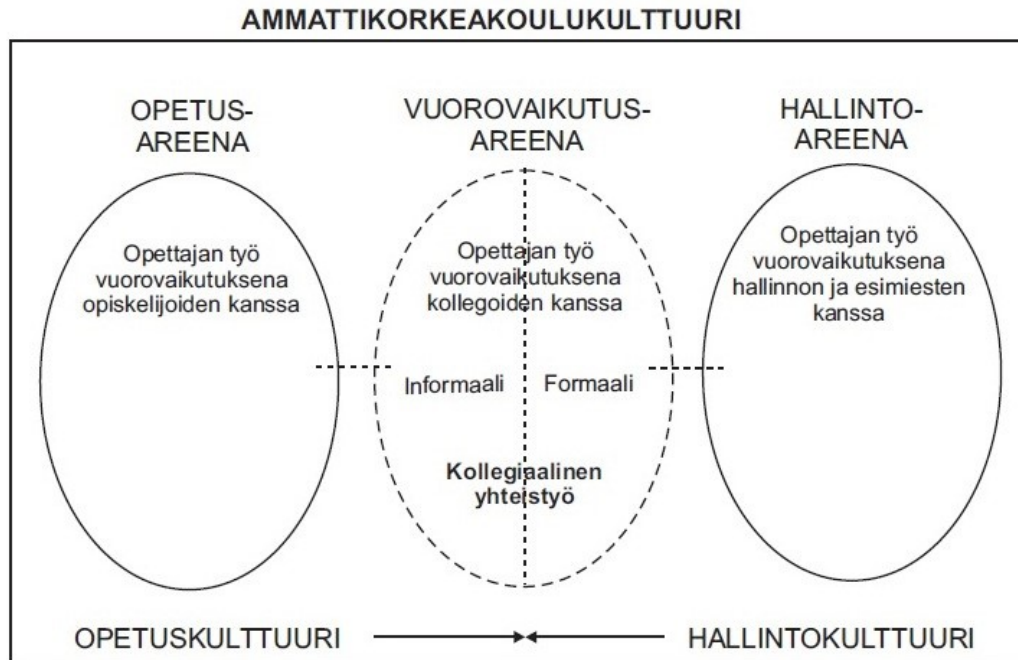 AMMATTIKORKEAKOULUKULTTUURI
OPETUS-
AREENA
VUOROVAIKUTUS-
AREENA
HALLINTO-
AREENA
Opettajan työ
vuorovaikutuksena
opiskelijoiden kanssa
Opettajan työ
vuorovaikutuksena
kollegoiden kanssa
Opettajan työ
vuorovaikutuksena
hallinnon ja esimiesten
kanssa
Informaali
Formaali
Kollegiaalinen
yhteistyö
OPETUSKULTTUURI
HALLINTOKULTTUURI